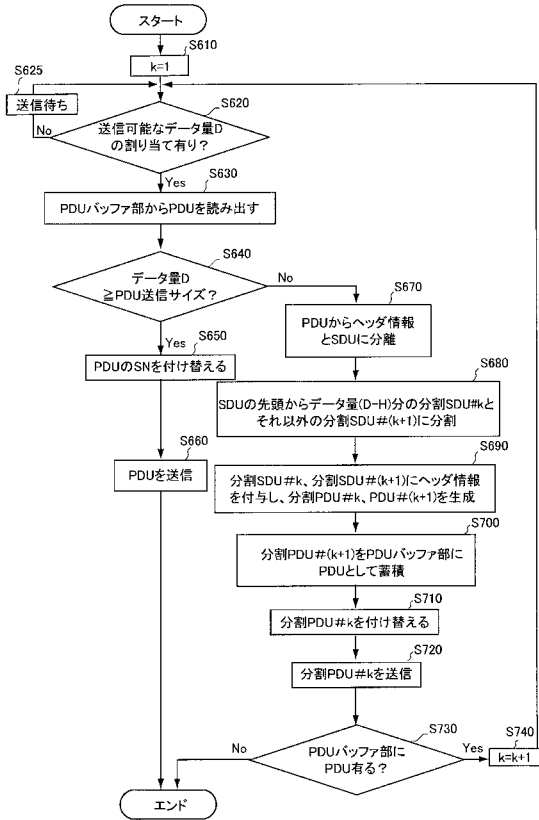 スタート
S610
k=1
S625
送信待ち
S620
送信可能なデータ量D
の割り当て有り?
No
Yes
S630
PDUバッファ部からPDUを読み出す
S640
データ量D
≧PDU送信サイズ?
No
Yes
S650
PDUのSNを付け替える
S660
PDUを送信
S670
PDUからヘッダ情報
とSDUに分離
S680
SDUの先頭からデータ量(D-H)分の分割SDU#kと
それ以外の分割SDU#(k+1)に分割
S690
分割SDU#k、分割SDU#(k+1)にヘッダ情報
を付与し、分割PDU#k、PDU#(k+1)を生成
S700
分割PDU#(k+1)をPDUバッファ部に
PDUとして蓄積
S710
分割PDU#kを付け替える
S720
分割PDU#kを送信
S730
PDUバッファ部に
PDU有る?
No
Yes
S740
k=k+1
エンド